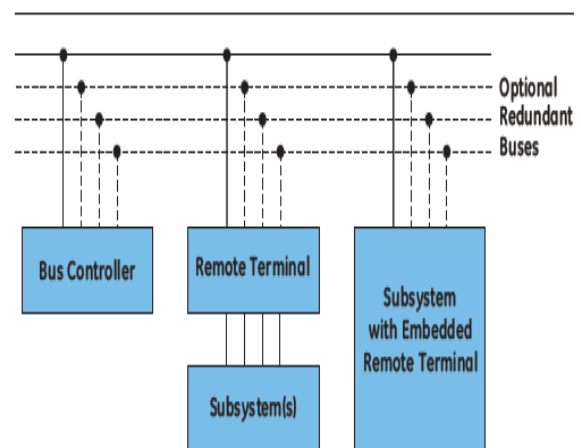 Optional
Redundant
Buses
Bus Controller
Remote Terminal
Subsystem
with Embedded
Remote Terminal
Subsystem(s)